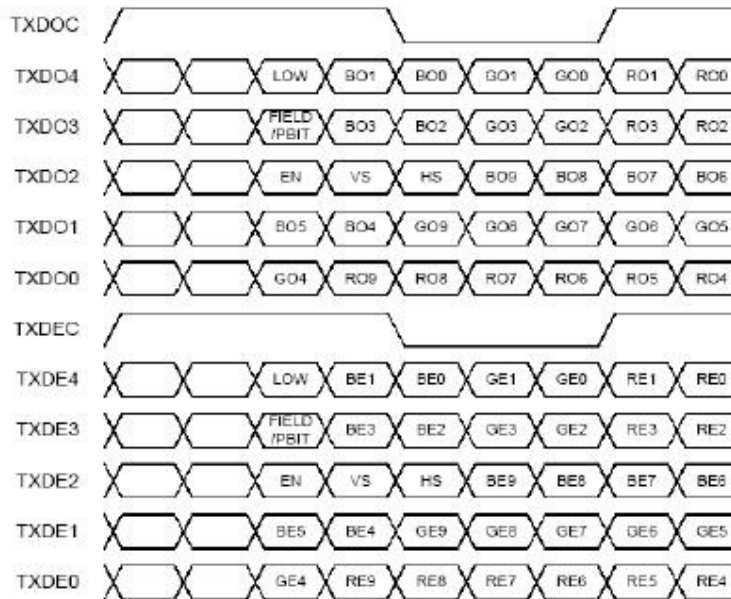 TXDOC
TXDO4 LOW BO1 BO0 GO1 GO0 RO1 RO0
TXDO3 FIELD /PBIT BO3 BO2 GO3 GO2 RO3 RO2
TXDO2 EN VS HS BO9 BO8 BO7 BO6
TXDO1 BO5 BO4 GO9 GO8 GO7 GO6 GO5
TXDO0 GO4 RO9 RO8 RO7 RO6 RO5 RO4
TXDEC
TXDE4 LOW BE1 BE0 GE1 GE0 RE1 RE0
TXDE3 FIELD /PBIT BE3 BE2 GE3 GE2 RE3 RE2
TXDE2 EN VS HS BE9 BE8 BE7 BE6
TXDE1 BE5 BE4 GE9 GE8 GE7 GE6 GE5
TXDE0 GE4 RE9 RE8 RE7 RE6 RE5 RE4